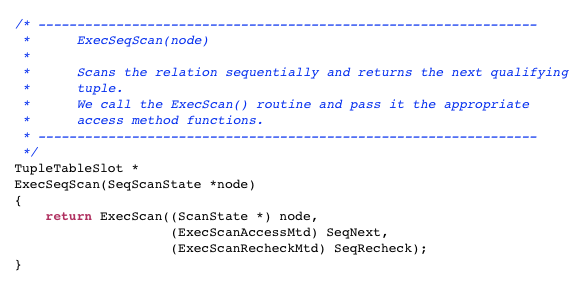 /* ----------------------------------------------------------------
 *      ExecSeqScan(node)
 *
 *      Scans the relation sequentially and returns the next qualifying
 *      tuple.
 *      We call the ExecScan() routine and pass it the appropriate
 *      access method functions.
 * ----------------------------------------------------------------
 */
TupleTableSlot *
ExecSeqScan(SeqScanState *node)
{
    return ExecScan((ScanState *) node,
                    (ExecScanAccessMtd) SeqNext,
                    (ExecScanRecheckMtd) SeqRecheck);
}